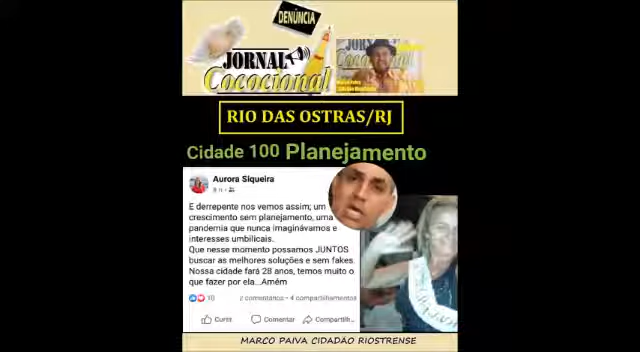 DENÚNCIA
JORNAL
Cococional
RIO DAS OSTRAS/RJ
Cidade 100 Planejamento
Aurora Siqueira
E derrepente nos vemos assim; um
crescimento sem planejamento, uma
pandemia que nunca imaginávamos e
interesses umbilicais.
Que nesse momento possamos JUNTOS
buscar as melhores soluções e sem fakes.
Nossa cidade fará 28 anos, temos muito o
que fazer por ela...Amém
10
2 comentários • 4 compartilhamentos
Curtir
Comentar
Compartilh...
MARCO PAIVA CIDADÃO RIOSTRENSE